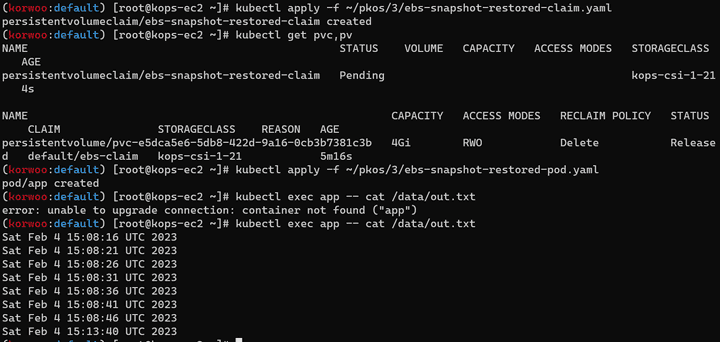 (korwoo:default) [root@kops-ec2 ~]# kubectl apply -f ~/pkos/3/ebs-snapshot-restored-claim.yaml
persistentvolumeclaim/ebs-snapshot-restored-claim created
(korwoo:default) [root@kops-ec2 ~]# kubectl get pvc,pv
NAME STATUS VOLUME CAPACITY ACCESS MODES STORAGECLASS
AGE
persistentvolumeclaim/ebs-snapshot-restored-claim Pending kops-csi-1-21
4s
NAME CAPACITY ACCESS MODES RECLAIM POLICY STATUS
CLAIM STORAGECLASS REASON AGE
persistentvolume/pvc-e5dca5e6-5db8-422d-9a16-0cb3b7381c3b 4Gi RWO Delete Release
d default/ebs-claim kops-csi-1-21 5m16s
(korwoo:default) [root@kops-ec2 ~]# kubectl apply -f ~/pkos/3/ebs-snapshot-restored-pod.yaml
pod/app created
(korwoo:default) [root@kops-ec2 ~]# kubectl exec app -- cat /data/out.txt
error: unable to upgrade connection: container not found ("app")
(korwoo:default) [root@kops-ec2 ~]# kubectl exec app -- cat /data/out.txt
Sat Feb 4 15:08:16 UTC 2023
Sat Feb 4 15:08:21 UTC 2023
Sat Feb 4 15:08:26 UTC 2023
Sat Feb 4 15:08:31 UTC 2023
Sat Feb 4 15:08:36 UTC 2023
Sat Feb 4 15:08:41 UTC 2023
Sat Feb 4 15:08:46 UTC 2023
Sat Feb 4 15:13:40 UTC 2023
(korwoo:default) [root@kops-ec2 ~]#